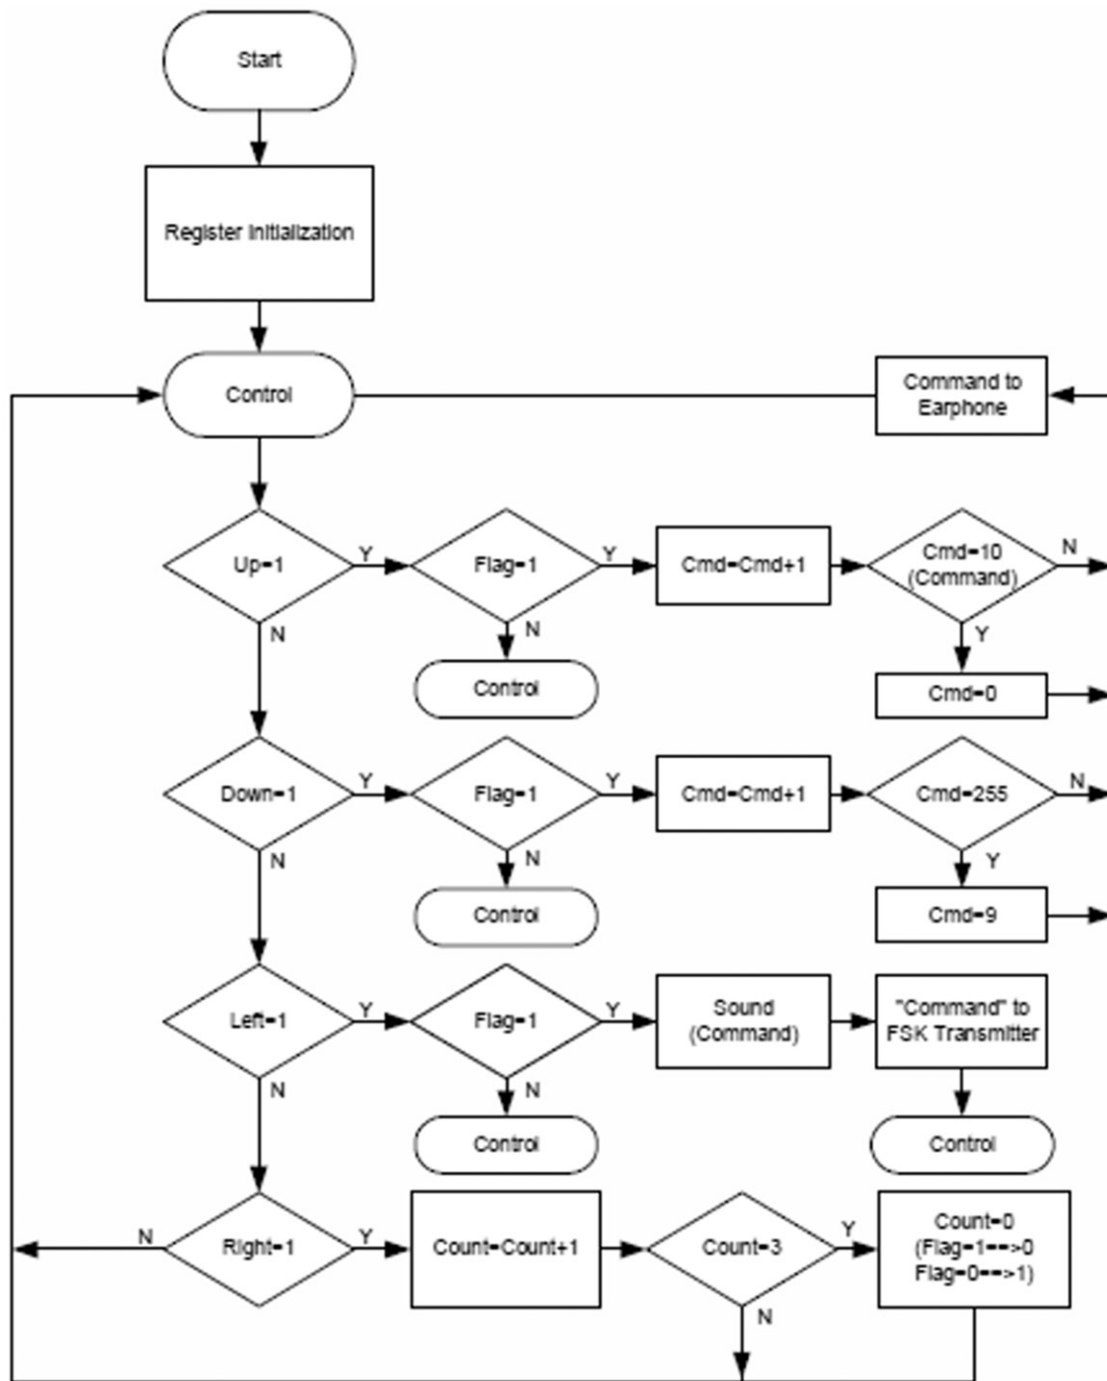 Start
Register Initialization
Control
Command to
Earphone
Up=1
Y
Flag=1
Y
Cmd=Cmd+1
Cmd=10
(Command)
N
N
N
Y
Control
Cmd=0
Down=1
Y
Flag=1
Y
Cmd=Cmd+1
Cmd=255
N
N
N
Y
Control
Cmd=9
Left=1
Y
Flag=1
Y
Sound
(Command)
"Command" to
FSK Transmitter
N
N
Control
Control
N
Right=1
Y
Count=Count+1
Count=3
Y
Count=0
(Flag=1==>0
Flag=0==>1)
N